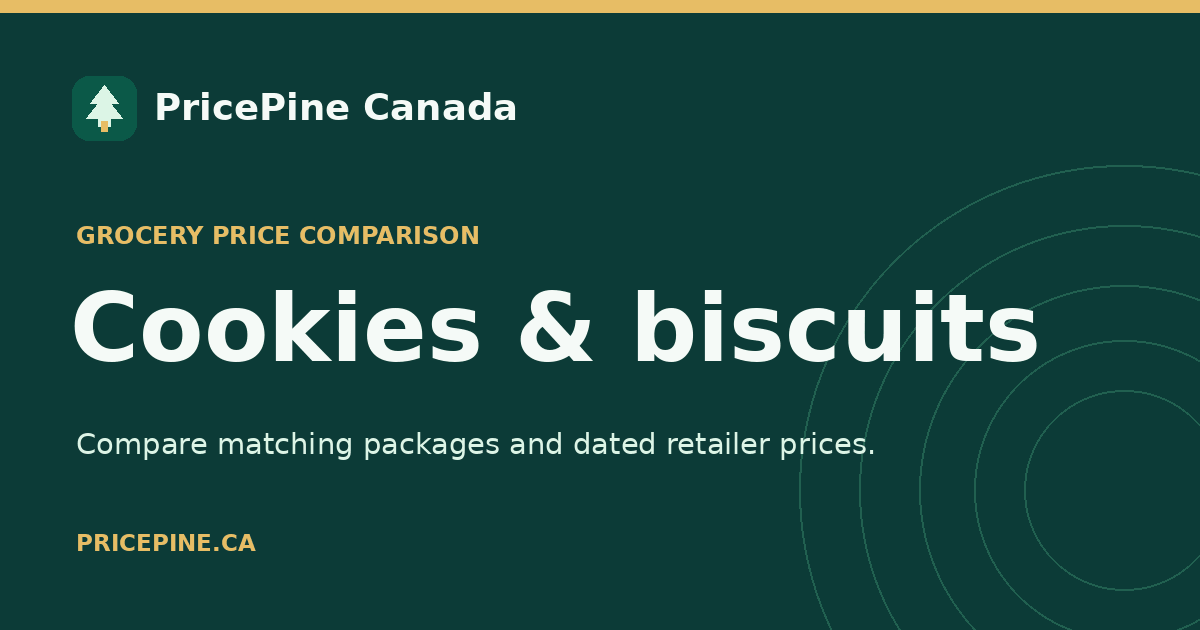 PricePine Canada
GROCERY PRICE COMPARISON
Cookies & biscuits
Compare matching packages and dated retailer prices.
PRICEPINE.CA